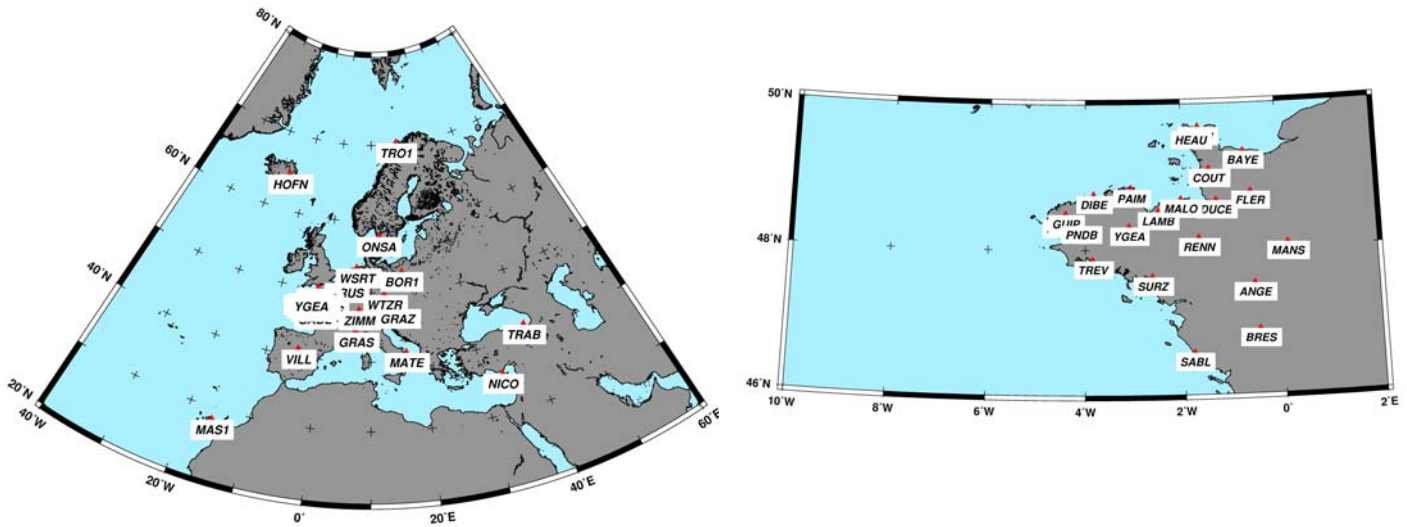 80°N
60°N
40°N
20°N
40°W
20°W
0°
20°E
40°E
60°E
TRO1
HOFN
ONSA
WSRT
BOR1
RUS
WTZR
YGEA
ZIMM
GRAZ
GRAS
TRAB
VILL
MATE
NICO
MAS1
50°N
48°N
46°N
10°W
8°W
6°W
4°W
2°W
0°
2°E
HEAU
BAYE
COUT
DIBE
PAIM
FLER
MALO
DUCE
LAMB
GUIP
PNDB
YGEA
RENN
MANS
TREV
SURZ
ANGE
BRES
SABL